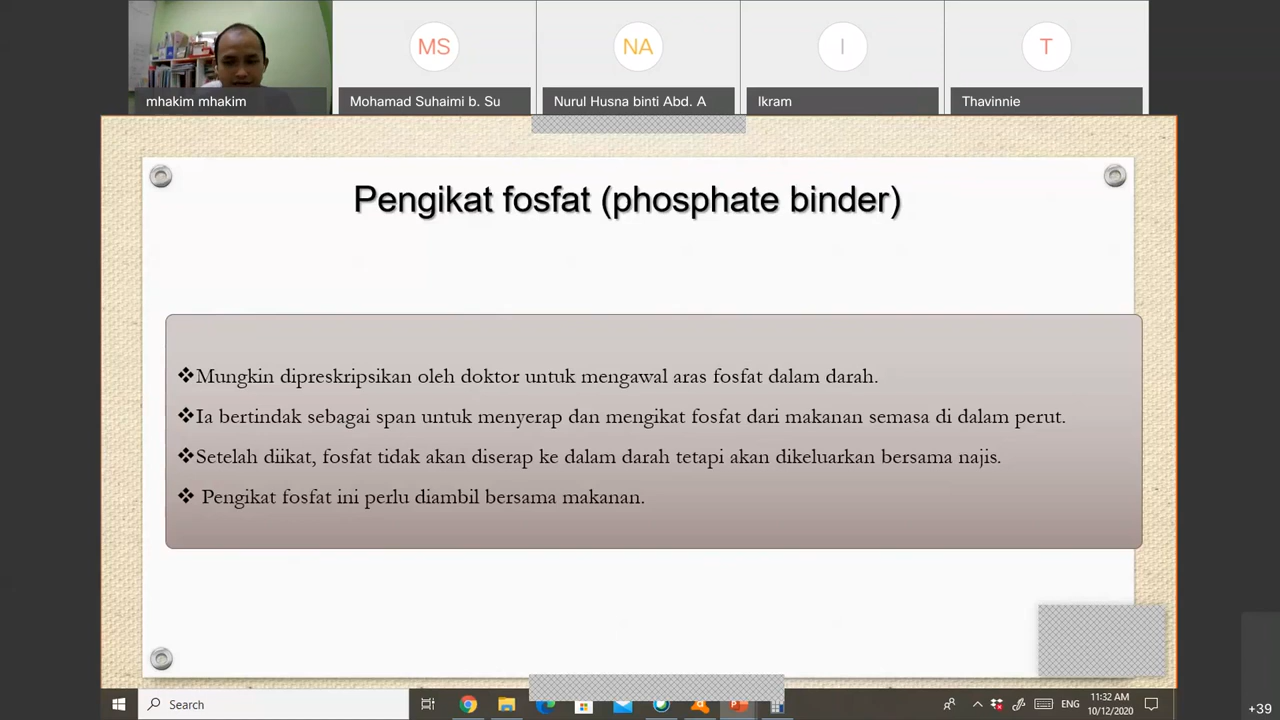 MS
NA
I
T
mhakim mhakim
Mohamad Suhaimi b. Su
Nurul Husna binti Abd. A
Ikram
Thavinnie
Pengikat fosfat (phosphate binder)
❖Mungkin dipreskripsikan oleh doktor untuk mengawal aras fosfat dalam darah.
❖Ia bertindak sebagai span untuk menyerap dan mengikat fosfat dari makanan semasa di dalam perut.
❖Setelah diikat, fosfat tidak akan diserap ke dalam darah tetapi akan dikeluarkan bersama najis.
❖ Pengikat fosfat ini perlu diambil bersama makanan.
Search
ENG
11:32 AM
10/12/2020
+39